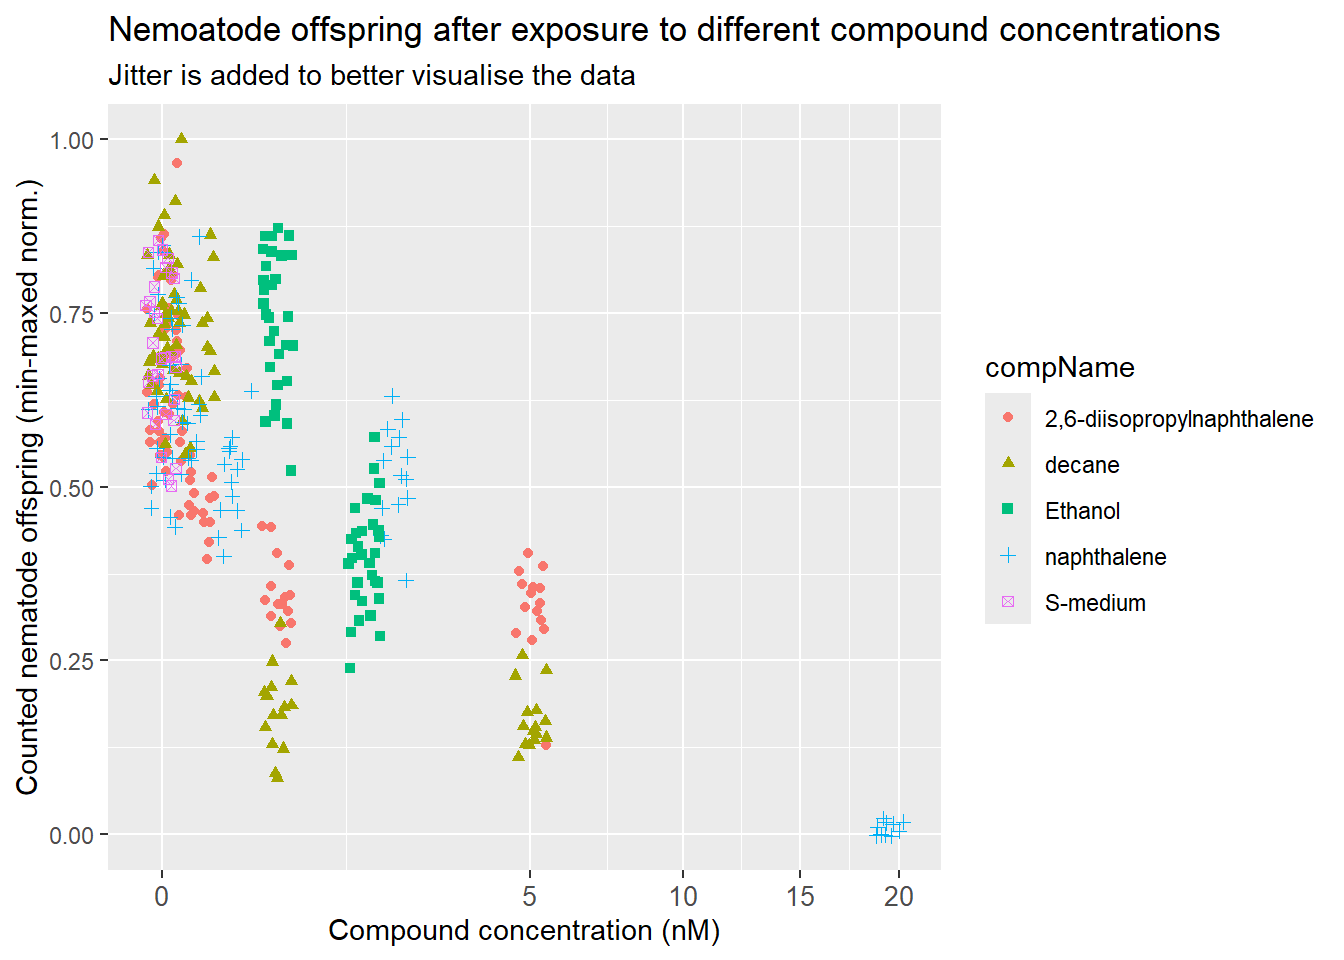 Nemoatode offspring after exposure to different compound concentrations
Jitter is added to better visualise the data
Counted nematode offspring (min-maxed norm.)
1.00
0.75
0.50
0.25
0.00
0
5
10
15
20
Compound concentration (nM)
compName
2,6-diisopropylnaphthalene
decane
Ethanol
naphthalene
S-medium